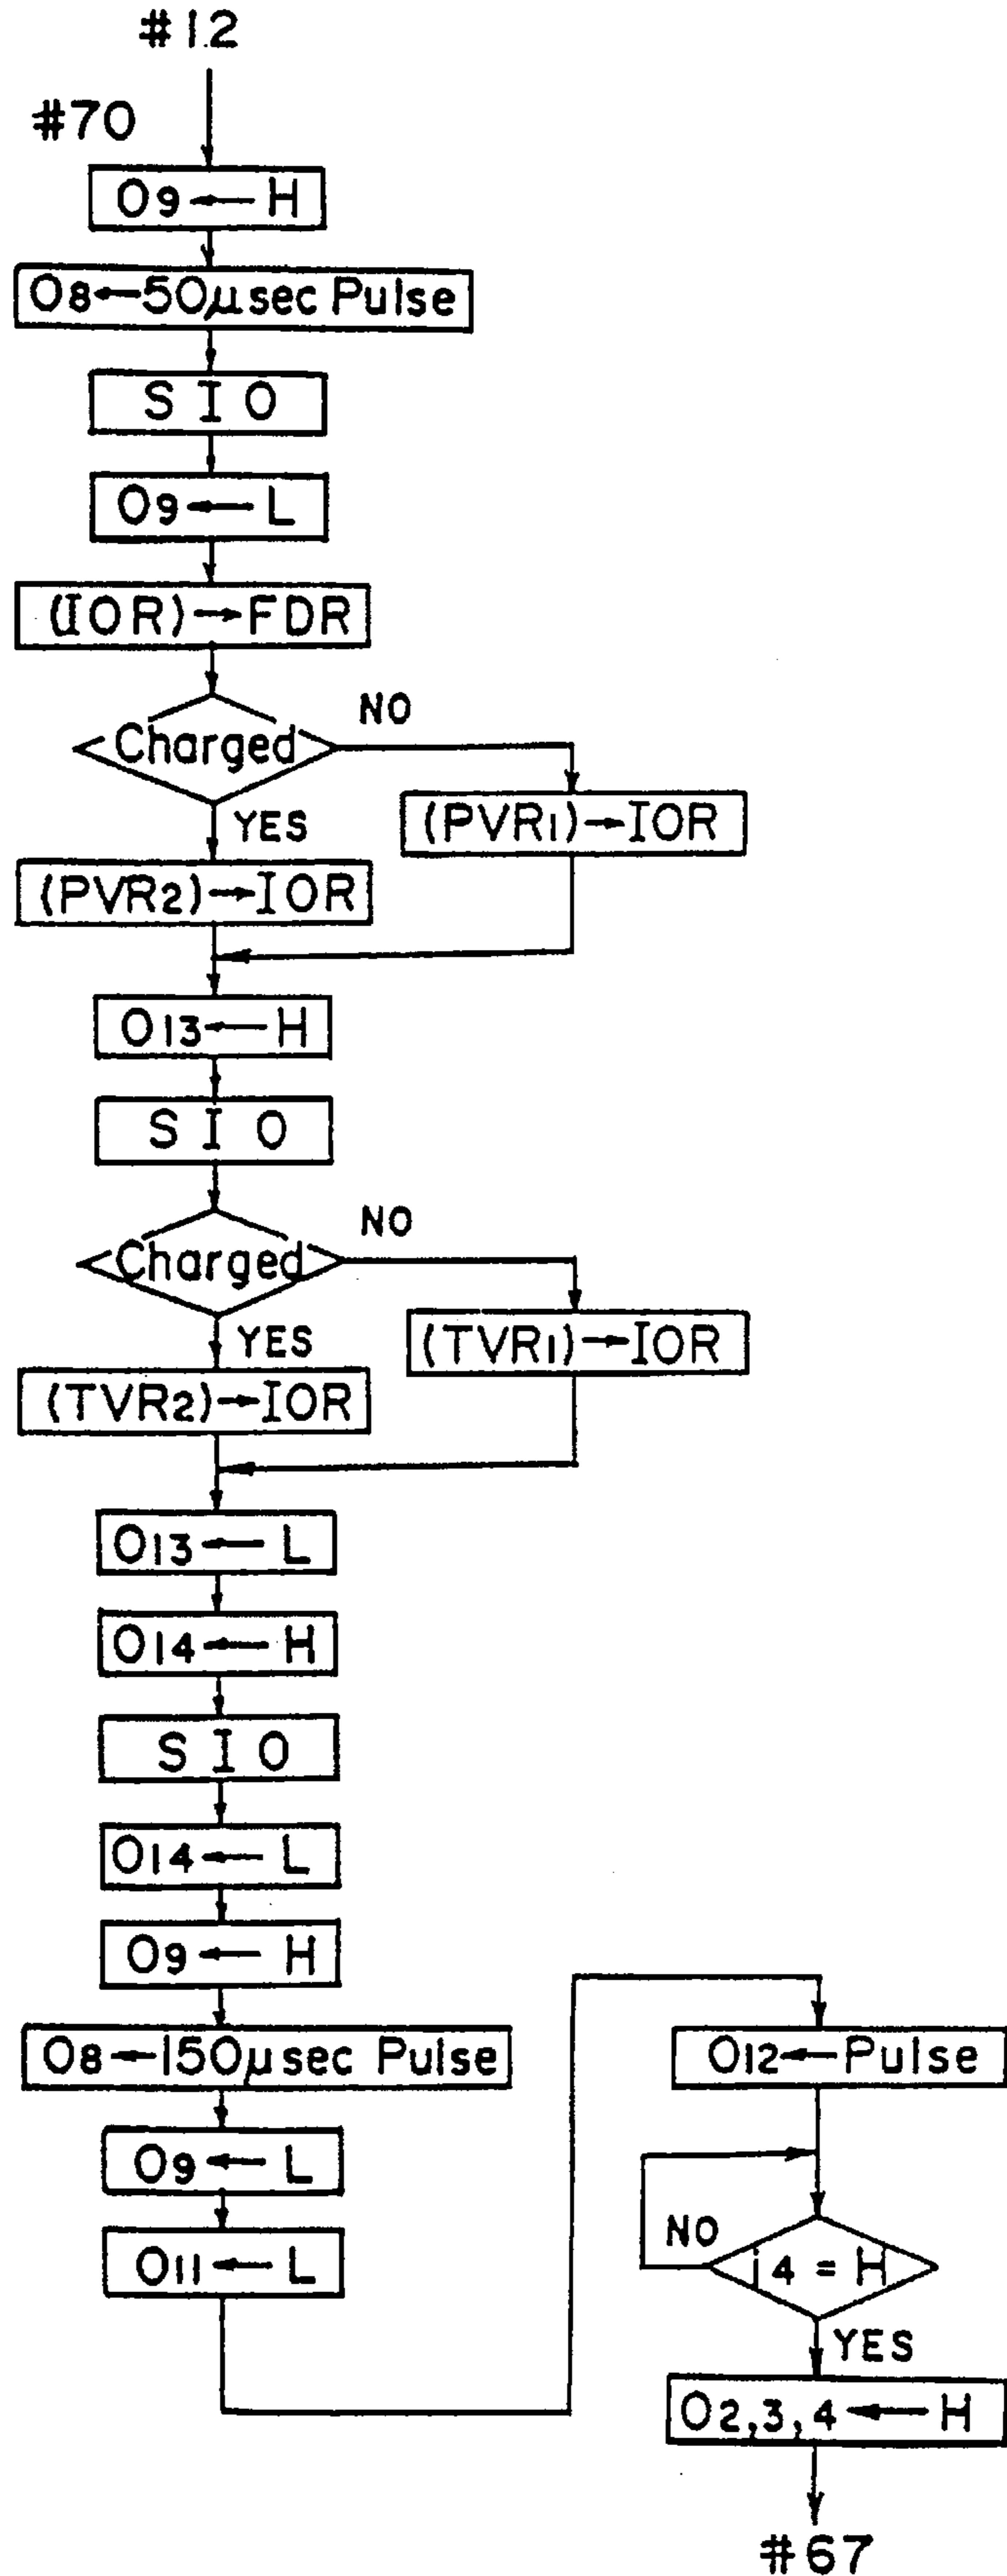 #12
#70
O9←H
O8←50μsec Pulse
SIO
O9←L
(IOR)→FDR
Charged
NO
YES
(PVR1)→IOR
(PVR2)→IOR
O13←H
SIO
Charged
NO
YES
(TVR1)→IOR
(TVR2)→IOR
O13←L
O14←H
SIO
O14←L
O9←H
O8←150μsec Pulse
O9←L
O11←L
O12←Pulse
NO
i4=H
YES
O2,3,4←H
#67